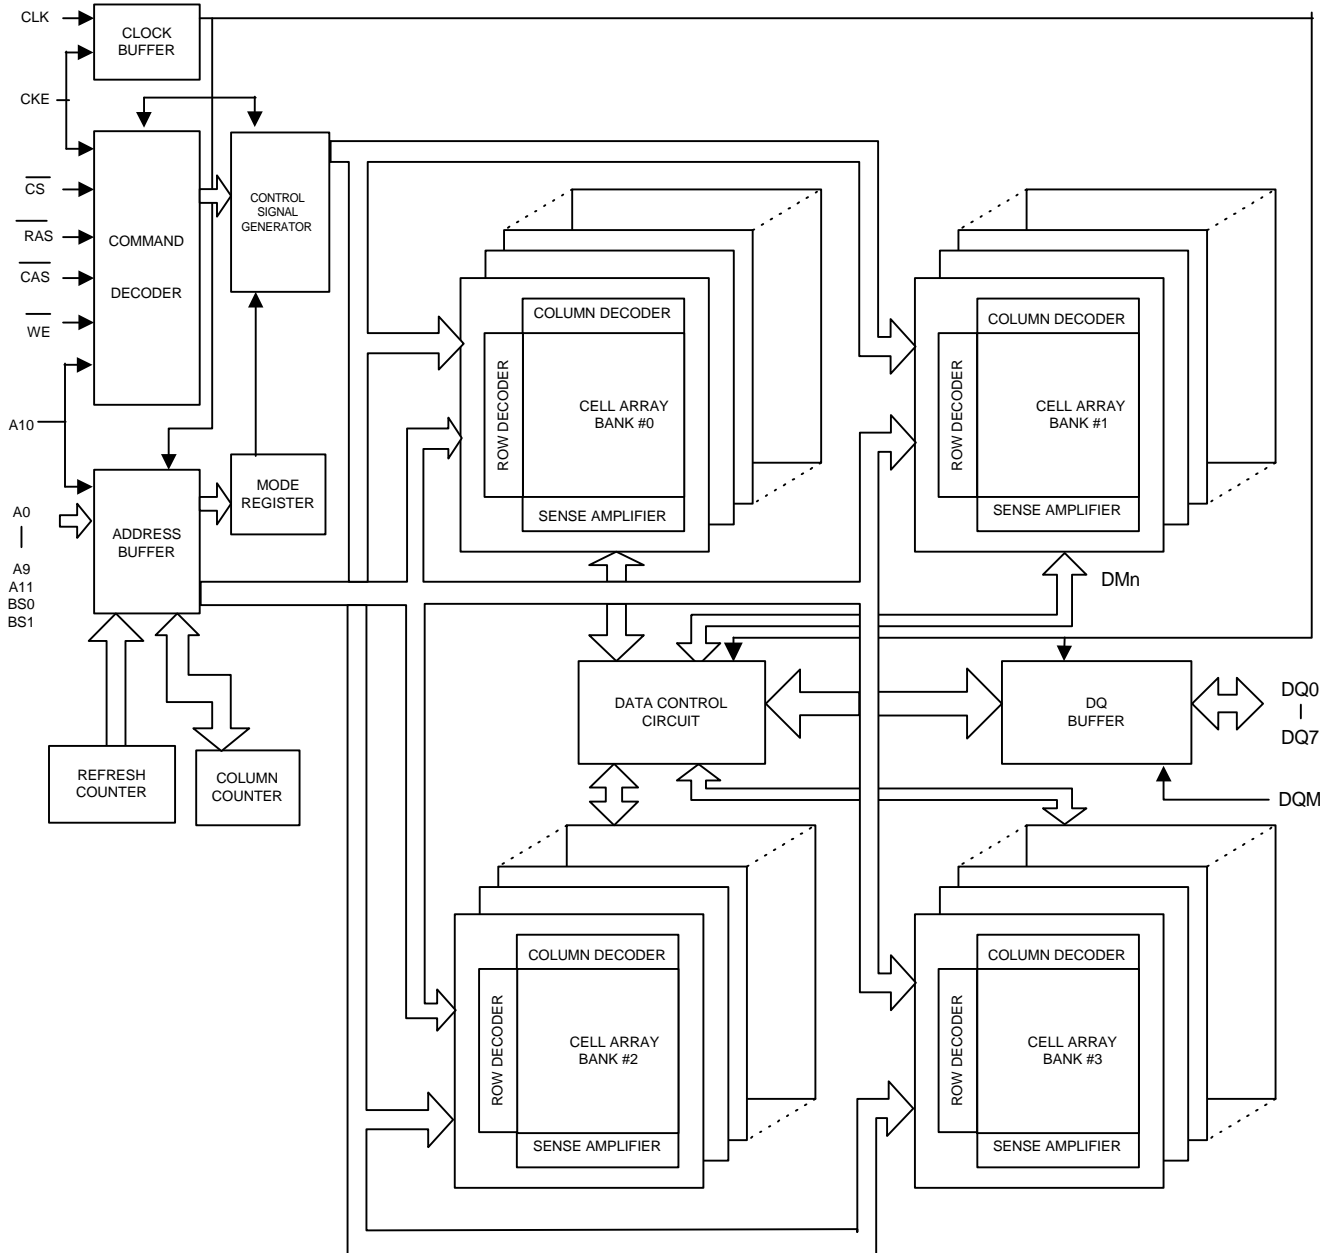 CLK
CLOCK
BUFFER
CKE
CS
RAS
CAS
WE
COMMAND
DECODER
CONTROL
SIGNAL
GENERATOR
A10
MODE
REGISTER
ADDRESS
BUFFER
A0
A9
A11
BS0
BS1
REFRESH
COUNTER
COLUMN
COUNTER
COLUMN DECODER
ROW DECODER
CELL ARRAY
BANK #0
SENSE AMPLIFIER
COLUMN DECODER
ROW DECODER
CELL ARRAY
BANK #1
SENSE AMPLIFIER
DMn
DATA CONTROL
CIRCUIT
DQ
BUFFER
DQ0
DQ7
DQM
COLUMN DECODER
ROW DECODER
CELL ARRAY
BANK #2
SENSE AMPLIFIER
COLUMN DECODER
ROW DECODER
CELL ARRAY
BANK #3
SENSE AMPLIFIER